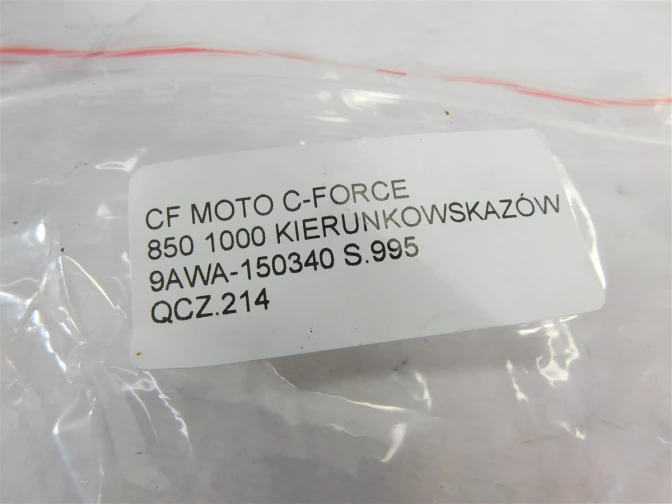 CF MOTO C-FORCE
850 1000 KIERUNKOWSKAZÓW
9AWA-150340 S.995
QCZ.214